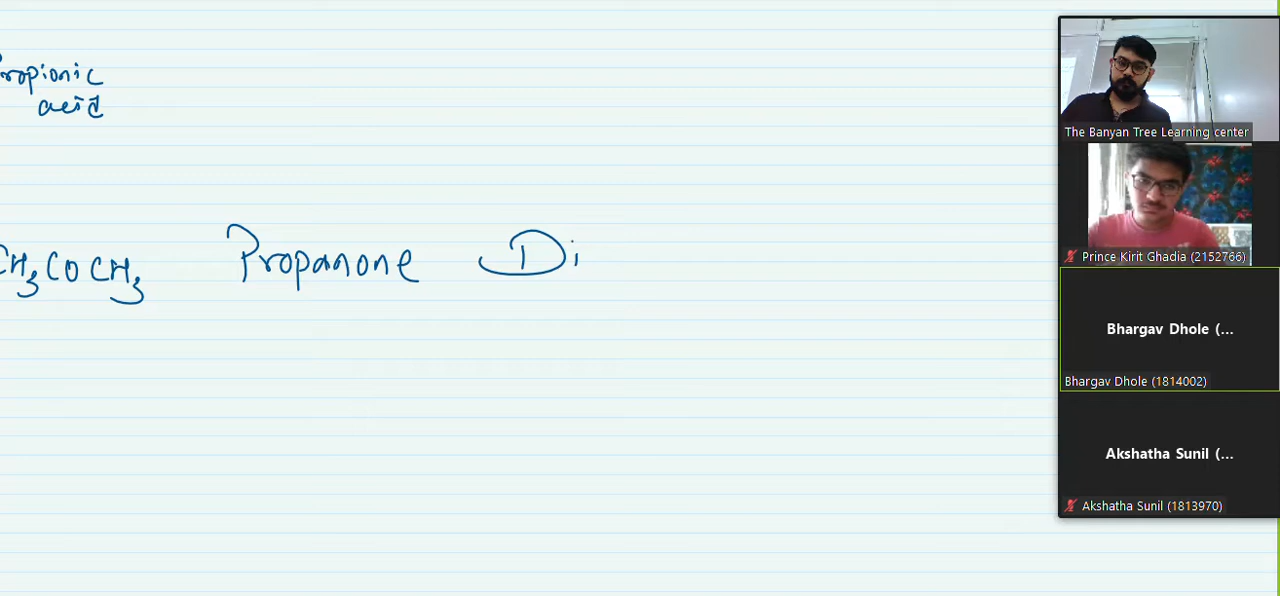 Propionic
acid
CH3COCH3 Propanone Di
The Banyan Tree Learning center
Prince Kirit Ghadia (2152766)
Bhargav Dhole (...
Bhargav Dhole (1814002)
Akshatha Sunil (...
Akshatha Sunil (1813970)